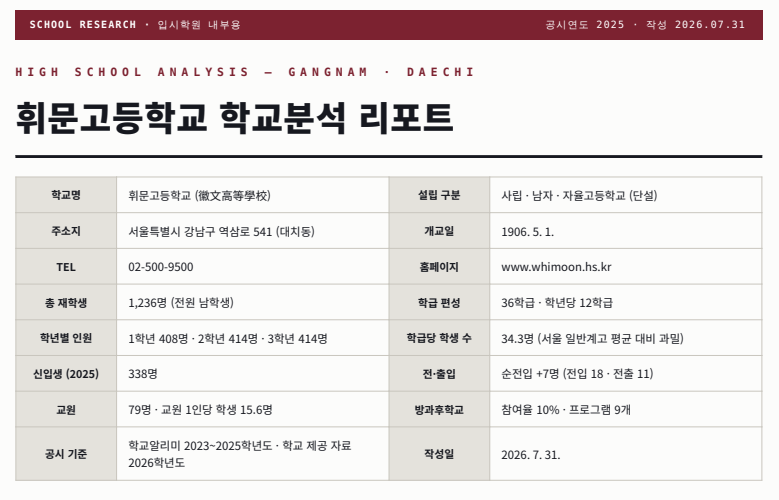 SCHOOL RESEARCH · 입시학원 내부용
공시연도 2025 · 작성 2026.07.31
HIGH SCHOOL ANALYSIS — GANGNAM · DAECHI
휘문고등학교 학교분석 리포트
학교명 휘문고등학교 (徽文高等學校) 설립 구분 사립 · 남자 · 자율고등학교 (단설)
주소지 서울특별시 강남구 역삼로 541 (대치동) 개교일 1906. 5. 1.
TEL 02-500-9500 홈페이지 www.whimoon.hs.kr
총 재학생 1,236명 (전원 남학생) 학급 편성 36학급 · 학년당 12학급
학년별 인원 1학년 408명 · 2학년 414명 · 3학년 414명 학급당 학생 수 34.3명 (서울 일반계고 평균 대비 과밀)
신입생 (2025) 338명 전·출입 순전입 +7명 (전입 18 · 전출 11)
교원 79명 · 교원 1인당 학생 15.6명 방과후학교 참여율 10% · 프로그램 9개
공시 기준 학교알리미 2023~2025학년도 · 학교 제공 자료
2026학년도 작성일 2026. 7. 31.